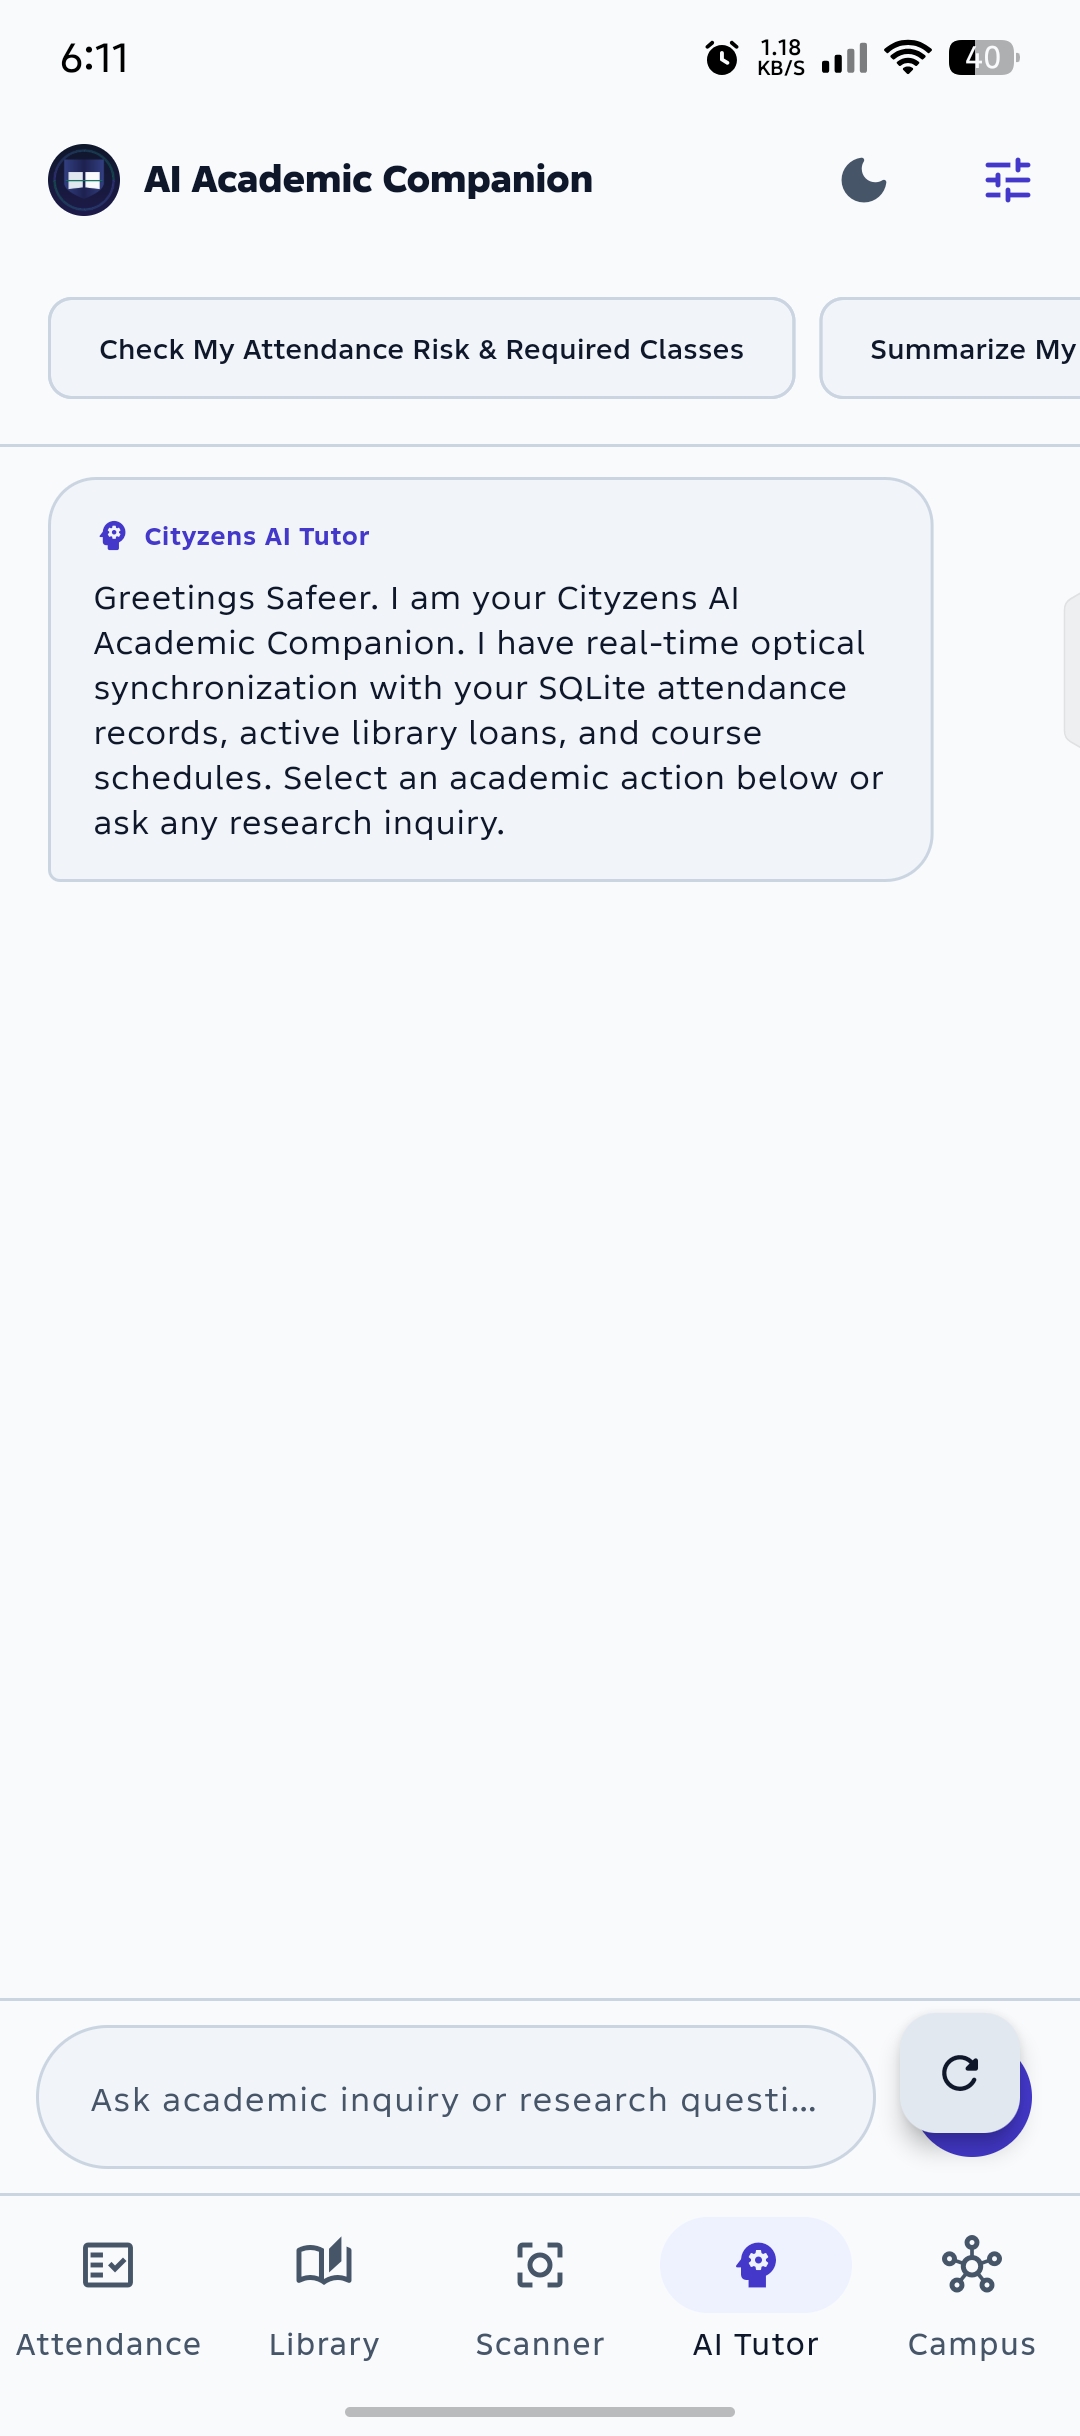 6:11
1.18
KB/S
40
AI Academic Companion
Check My Attendance Risk & Required Classes
Summarize My
Cityzens AI Tutor
Greetings Safeer. I am your Cityzens AI
Academic Companion. I have real-time optical
synchronization with your SQLite attendance
records, active library loans, and course
schedules. Select an academic action below or
ask any research inquiry.
Ask academic inquiry or research questi...
Attendance
Library
Scanner
AI Tutor
Campus